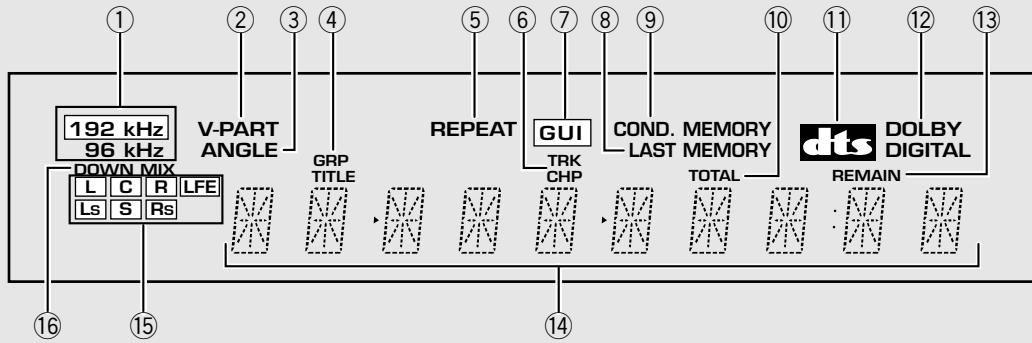 ① ② ③ ④ ⑤ ⑥ ⑦ ⑧ ⑨ ⑩ ⑪ ⑫ ⑬
192 kHz
96 kHz
V-PART
ANGLE
GRP
TITLE
REPEAT
GUI
TRK
CHP
COND. MEMORY
LAST MEMORY
TOTAL
dts
DOLBY
DIGITAL
REMAIN
DOWN MIX
L C R LFE
Ls S Rs
⑯ ⑮ ⑭